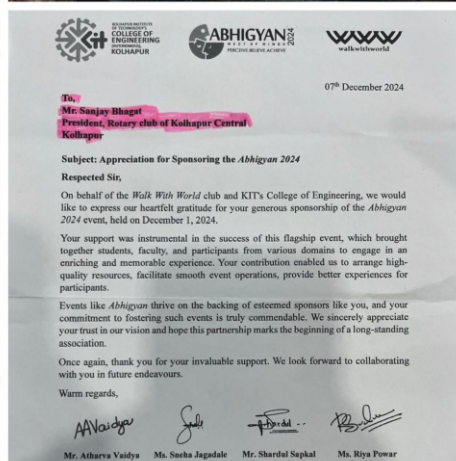 KOLHAPUR INSTITUTE
OF TECHNOLOGY'S
COLLEGE OF
ENGINEERING
(AUTONOMOUS),
KOLHAPUR
KIT
ABHIGYAN 2024
MEET OF MINDS
PERCEIVE BELIEVE ACHIEVE
walkwithworld
07th December 2024
To,
Mr. Sanjay Bhagat
President, Rotary club of Kolhapur Central
Kolhapur
Subject: Appreciation for Sponsoring the Abhigyan 2024
Respected Sir,
On behalf of the Walk With World club and KIT's College of Engineering, we would
like to express our heartfelt gratitude for your generous sponsorship of the Abhigyan
2024 event, held on December 1, 2024.
Your support was instrumental in the success of this flagship event, which brought
together students, faculty, and participants from various domains to engage in an
enriching and memorable experience. Your contribution enabled us to arrange high-
quality resources, facilitate smooth event operations, provide better experiences for
participants.
Events like Abhigyan thrive on the backing of esteemed sponsors like you, and your
commitment to fostering such events is truly commendable. We sincerely appreciate
your trust in our vision and hope this partnership marks the beginning of a long-standing
association.
Once again, thank you for your invaluable support. We look forward to collaborating
with you in future endeavours.
Warm regards,
AAVaidya
Mr. Atharva Vaidya Ms. Sneha Jagadale Mr. Shardul Sapkal Ms. Riya Powar